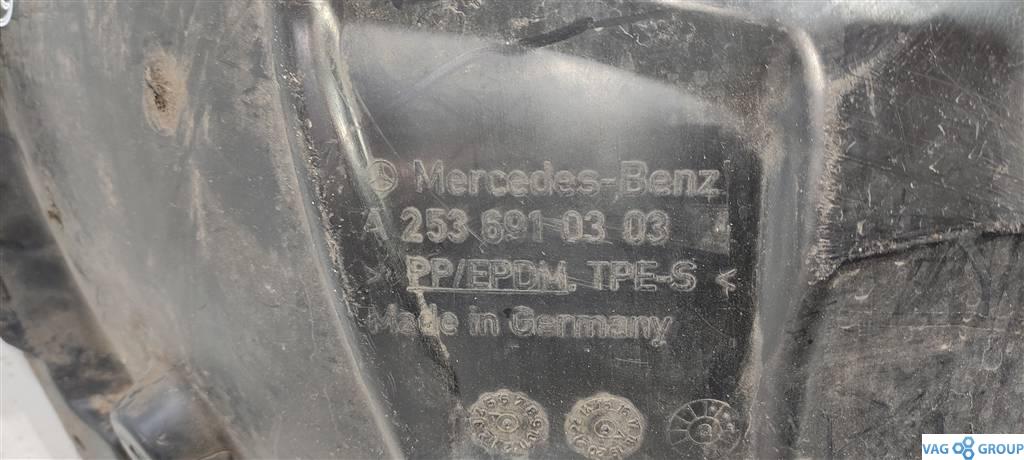 Mercedes-Benz
A 253 691 03 03
> PP/EPDM, TPE-S <
Made in Germany
VAG GROUP